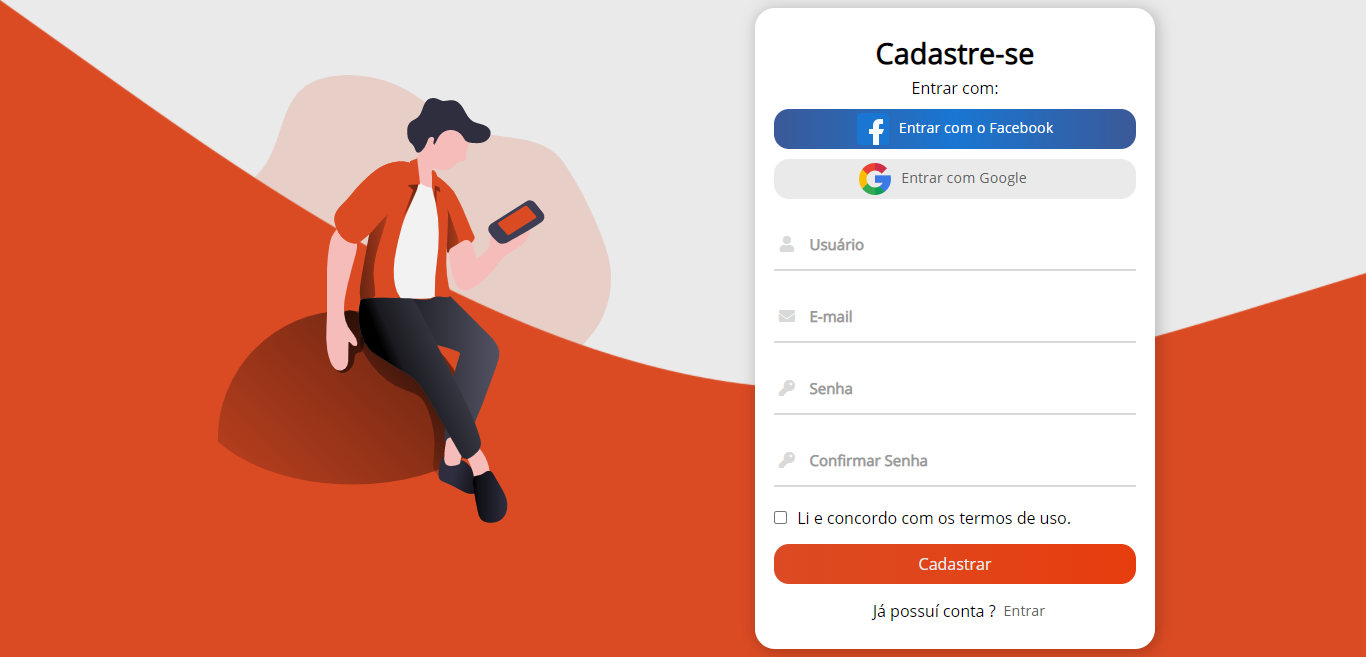 Cadastre-se
Entrar com:
Entrar com o Facebook
Entrar com Google
Usuário
E-mail
Senha
Confirmar Senha
Li e concordo com os termos de uso.
Cadastrar
Já possuí conta ? Entrar